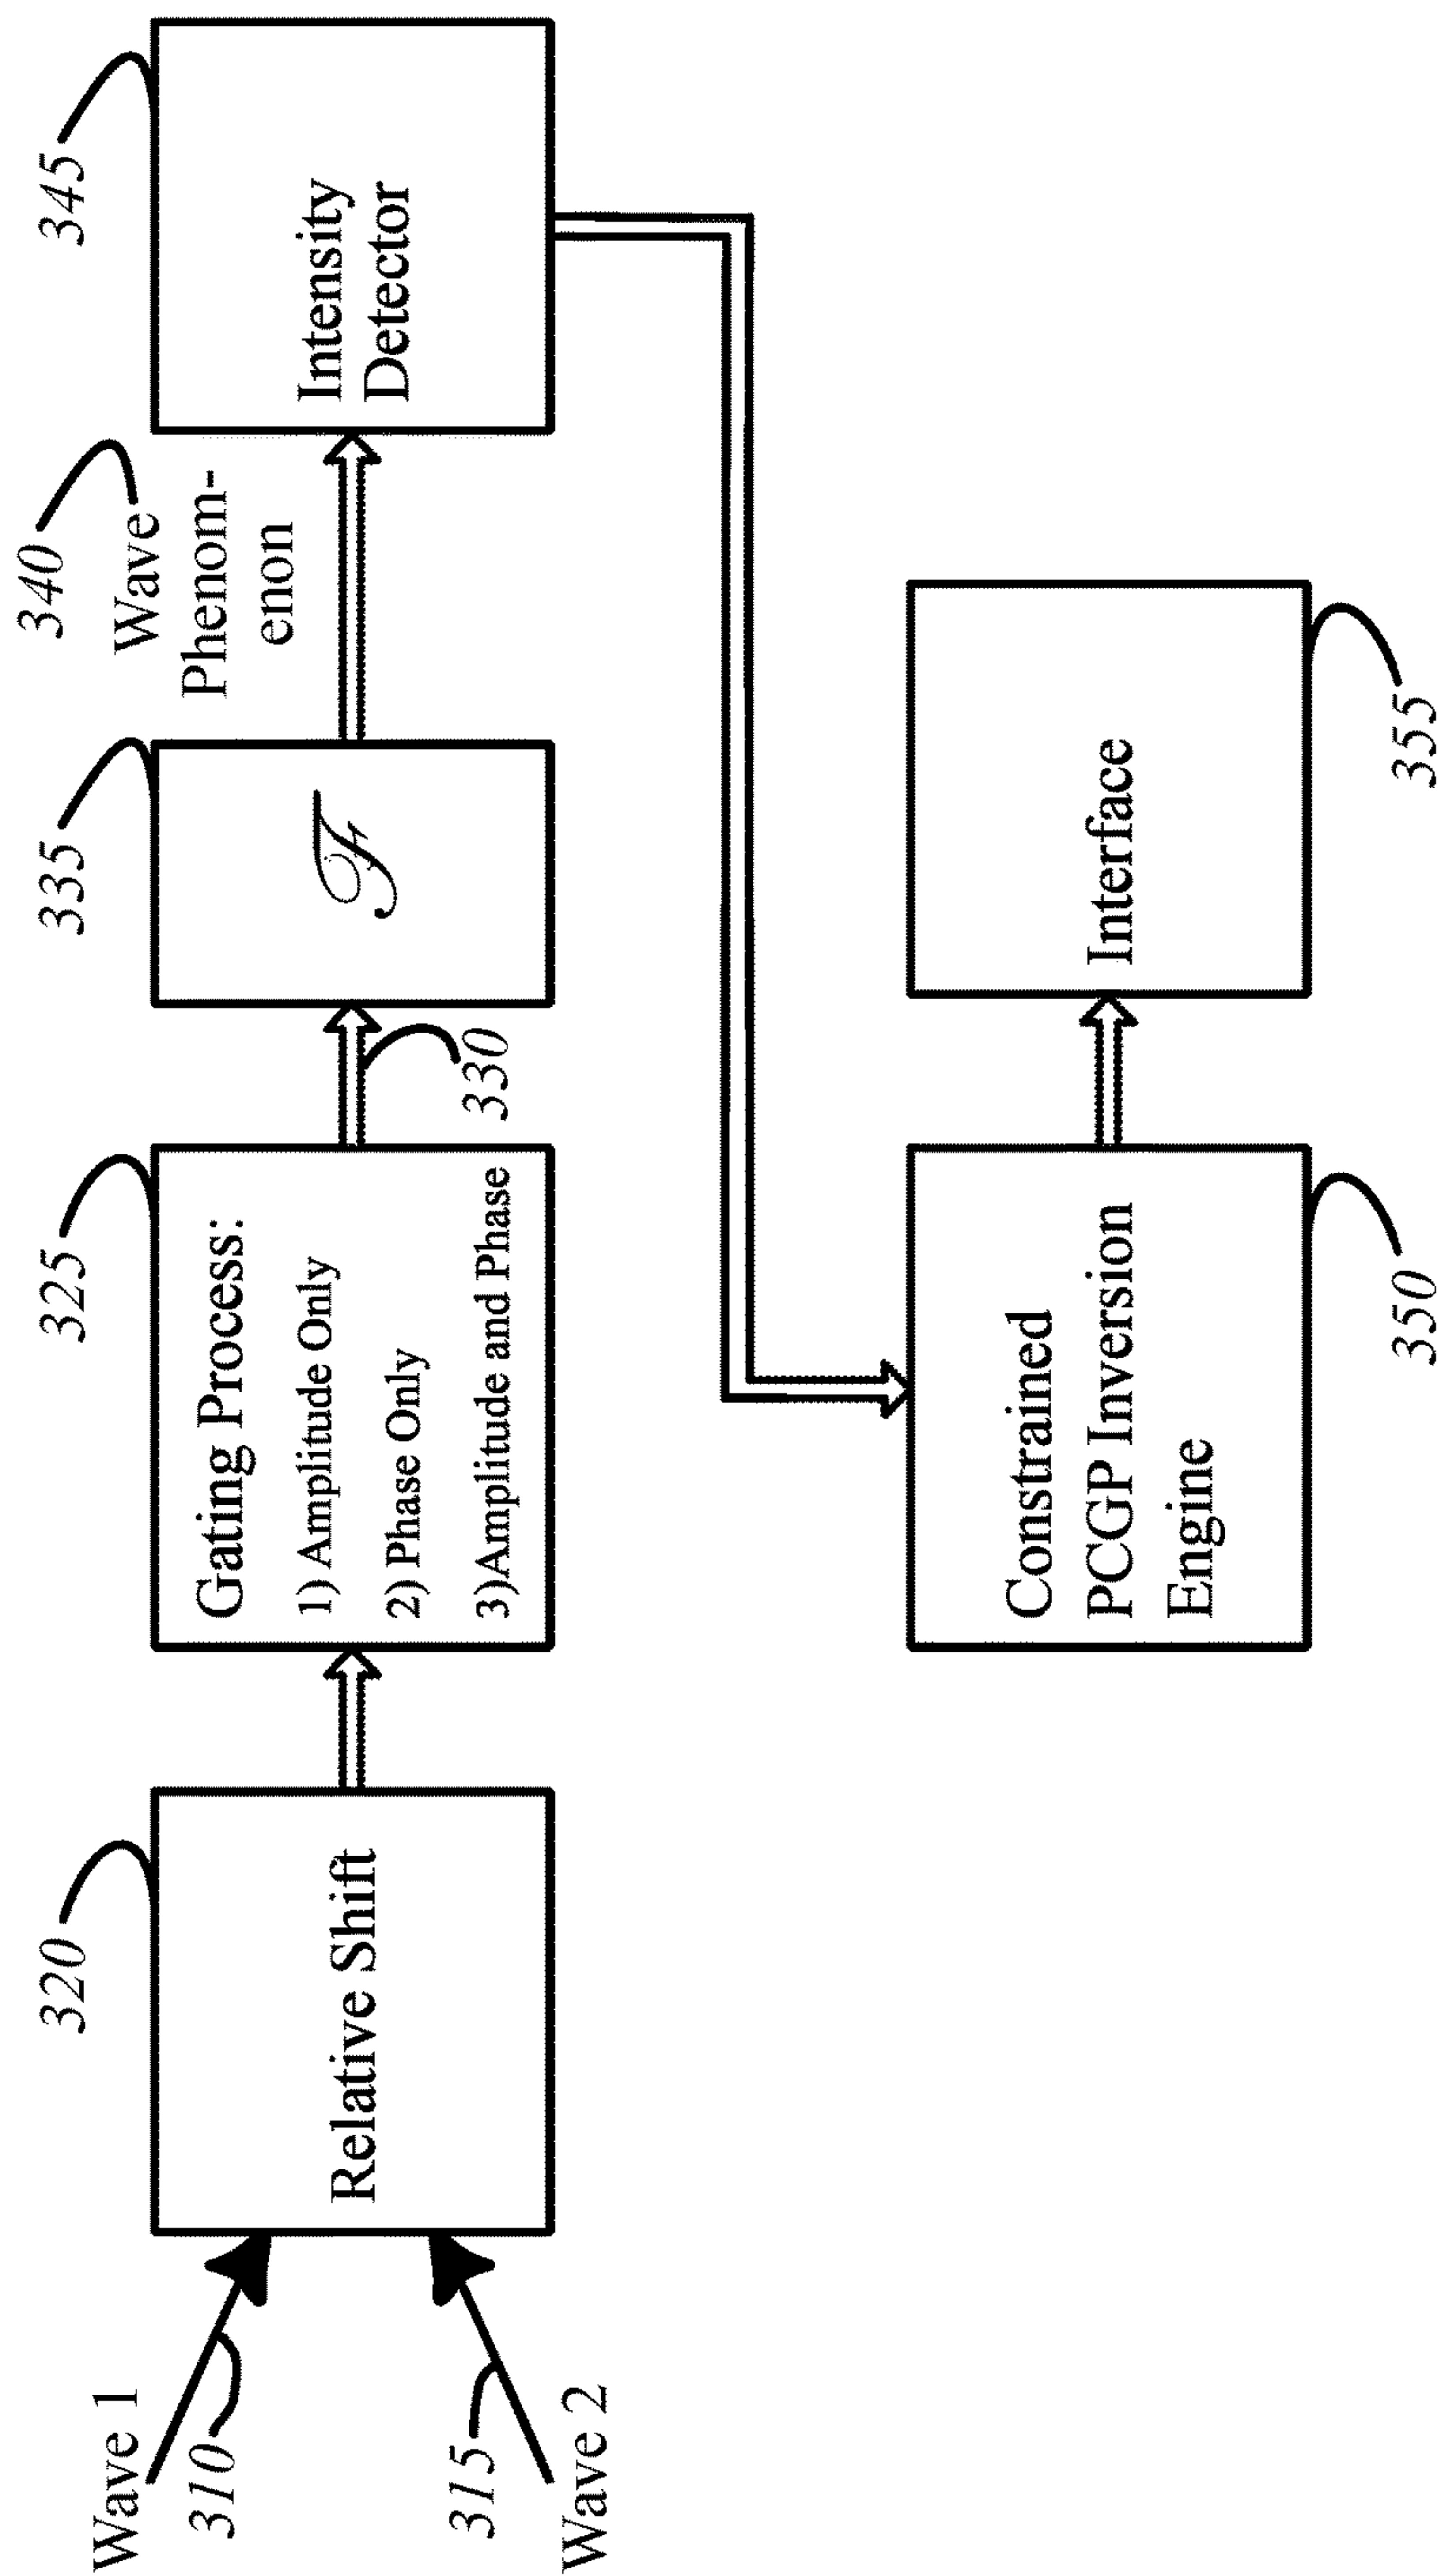 Wave 1
310
315
Wave 2
320
Relative Shift
325
Gating Process:
1) Amplitude Only
2) Phase Only
3)Amplitude and Phase
330
335
ℱ
340
Wave
Phenom-
enon
345
Intensity
Detector
Constrained
PCGP Inversion
Engine
350
Interface
355